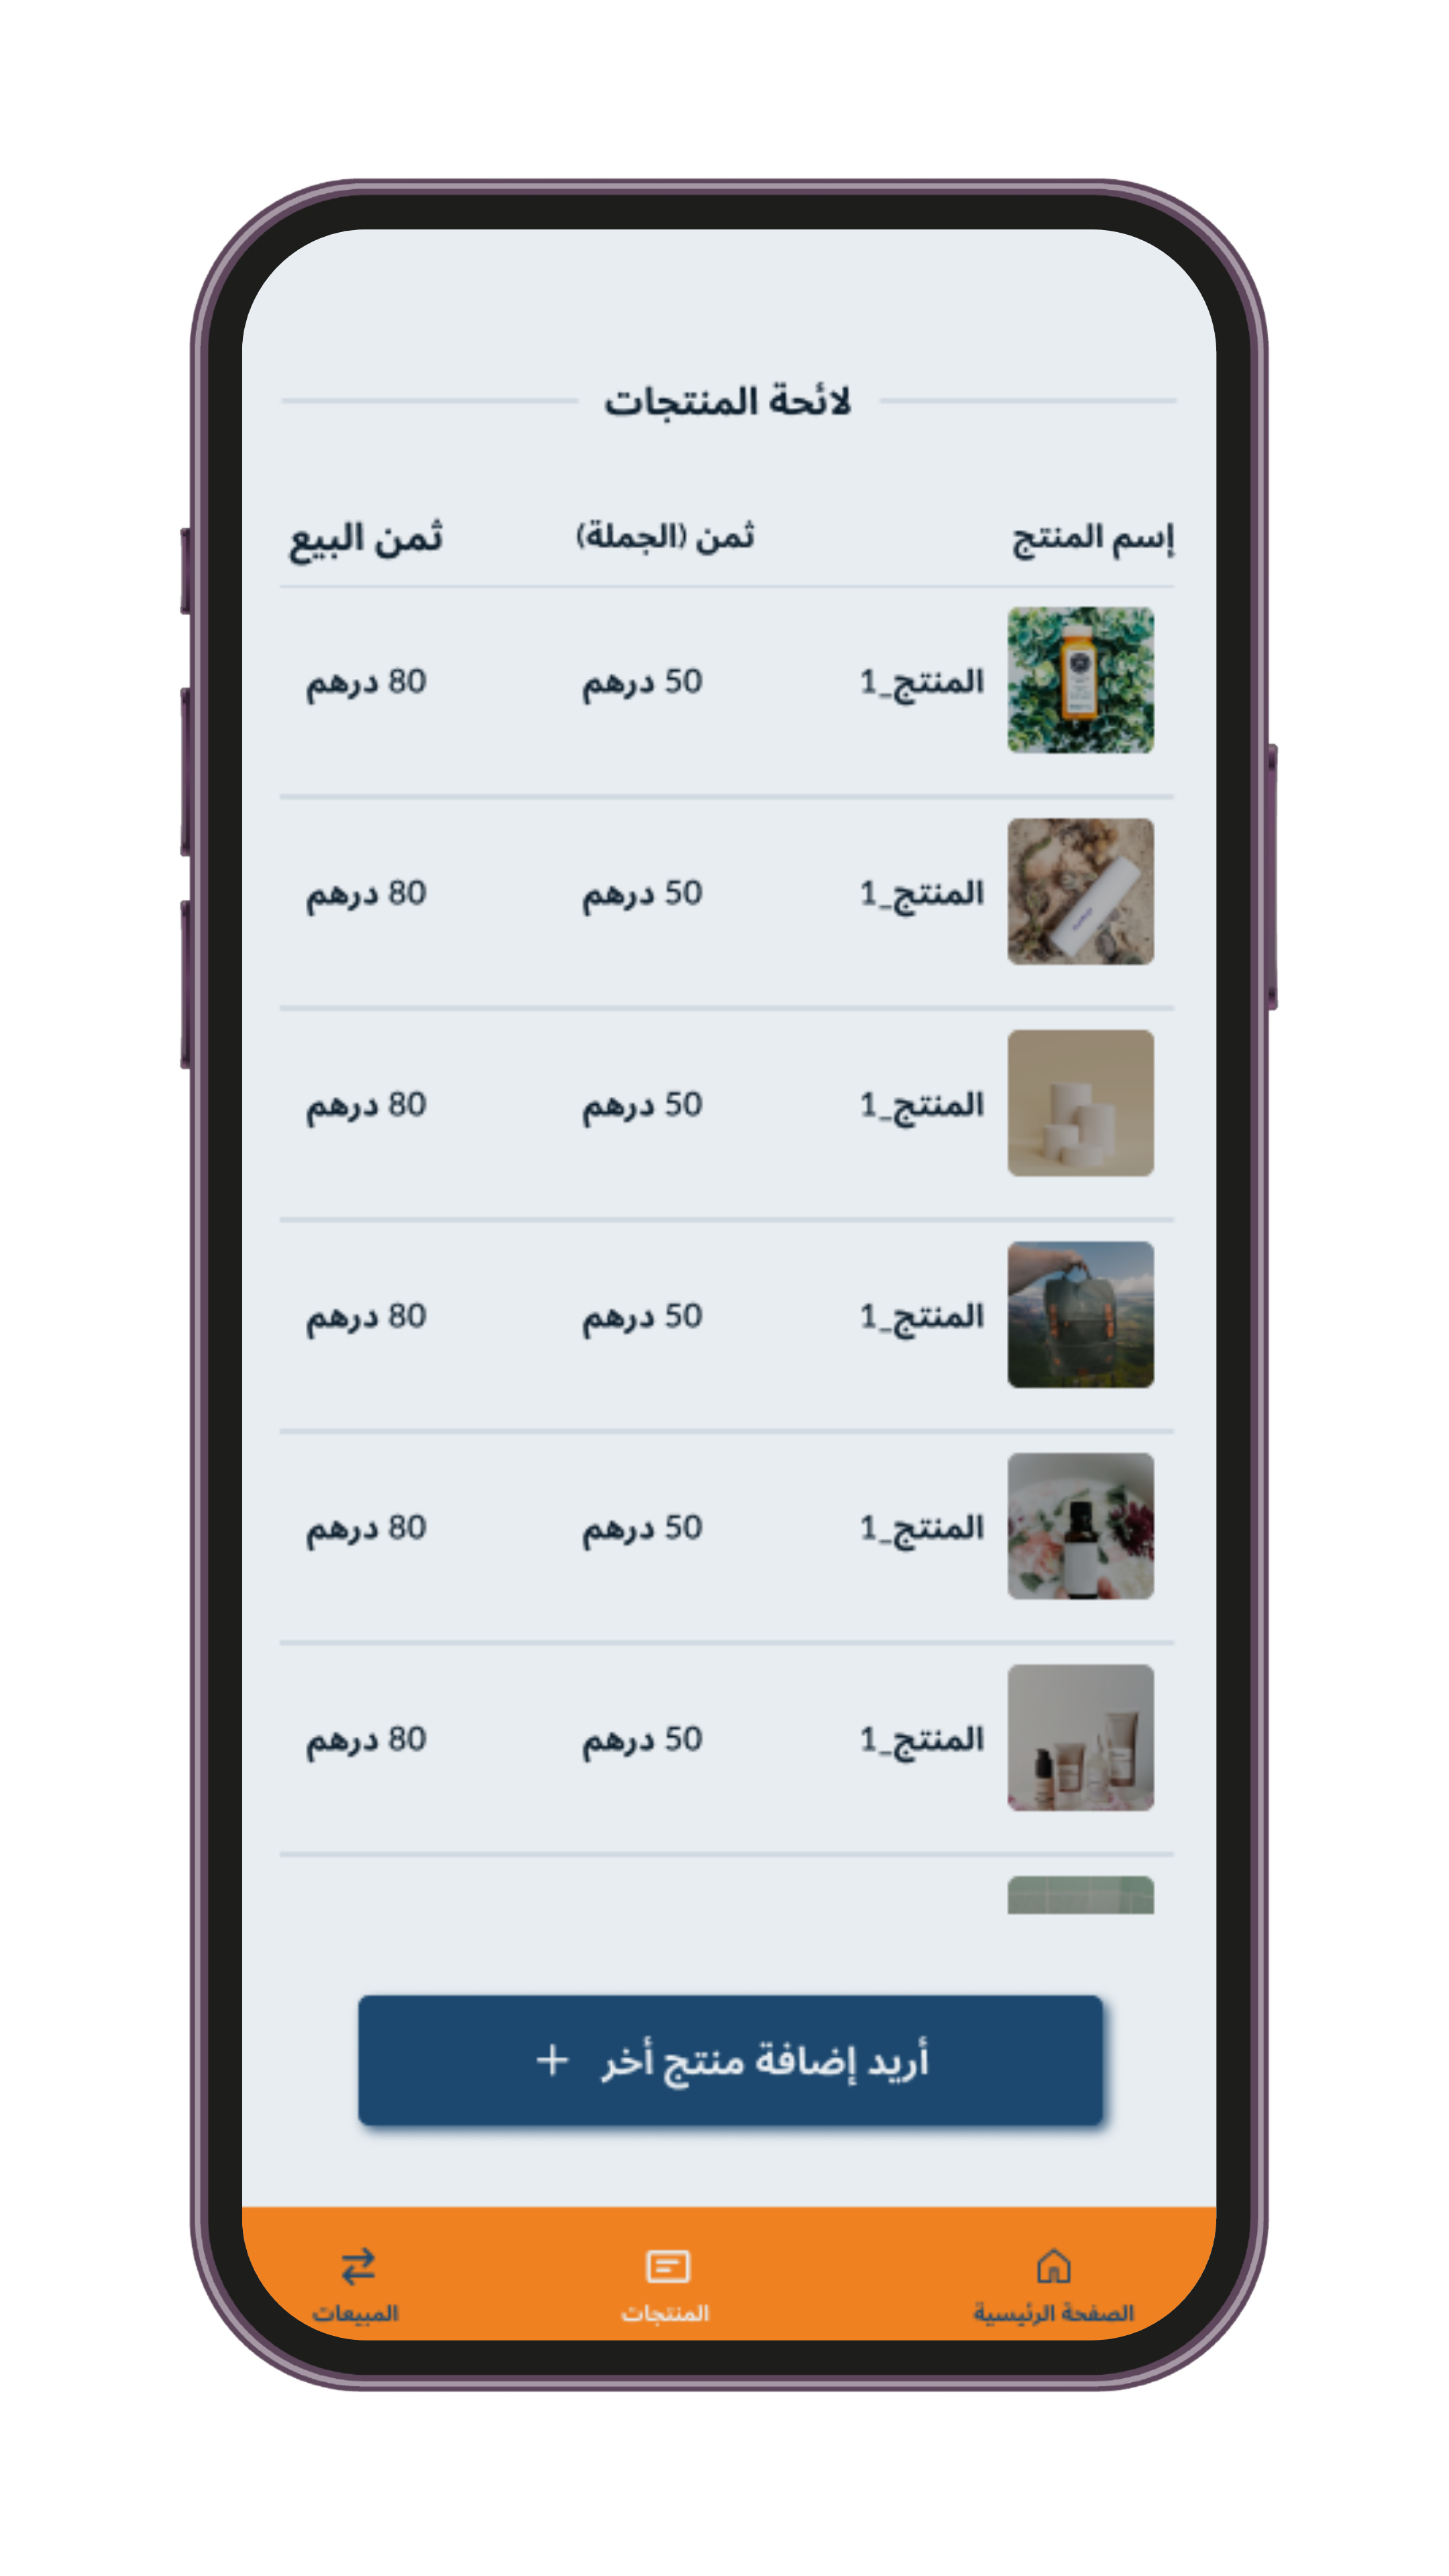 لائحة المنتجات
إسم المنتج ثمن (الجملة) ثمن البيع
المنتج_1 50 درهم 80 درهم
المنتج_1 50 درهم 80 درهم
المنتج_1 50 درهم 80 درهم
المنتج_1 50 درهم 80 درهم
المنتج_1 50 درهم 80 درهم
المنتج_1 50 درهم 80 درهم
أريد إضافة منتج أخر +
الصفحة الرئيسية المنتجات المبيعات